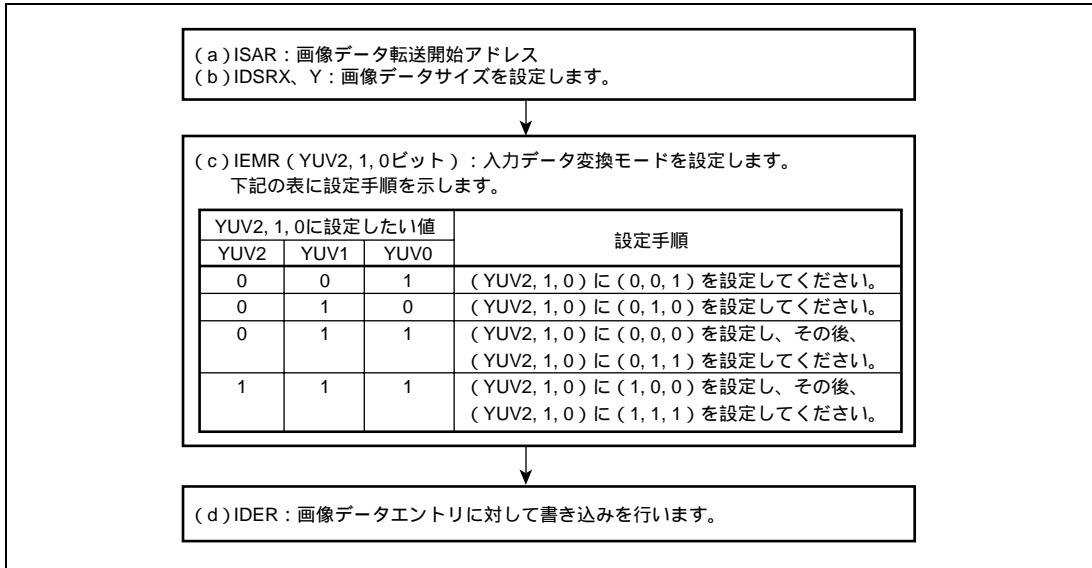 (a)ISAR:画像データ転送開始アドレス
(b)IDSRX、Y:画像データサイズを設定します。
(c)IEMR(YUV2, 1, 0ビット):入力データ変換モードを設定します。
下記の表に設定手順を示します。
YUV2, 1, 0に設定したい値 設定手順
YUV2 YUV1 YUV0
0 0 1 (YUV2, 1, 0)に(0, 0, 1)を設定してください。
0 1 0 (YUV2, 1, 0)に(0, 1, 0)を設定してください。
0 1 1 (YUV2, 1, 0)に(0, 0, 0)を設定し、その後、
(YUV2, 1, 0)に(0, 1, 1)を設定してください。
1 1 1 (YUV2, 1, 0)に(1, 0, 0)を設定し、その後、
(YUV2, 1, 0)に(1, 1, 1)を設定してください。
(d)IDER:画像データエントリに対して書き込みを行います。